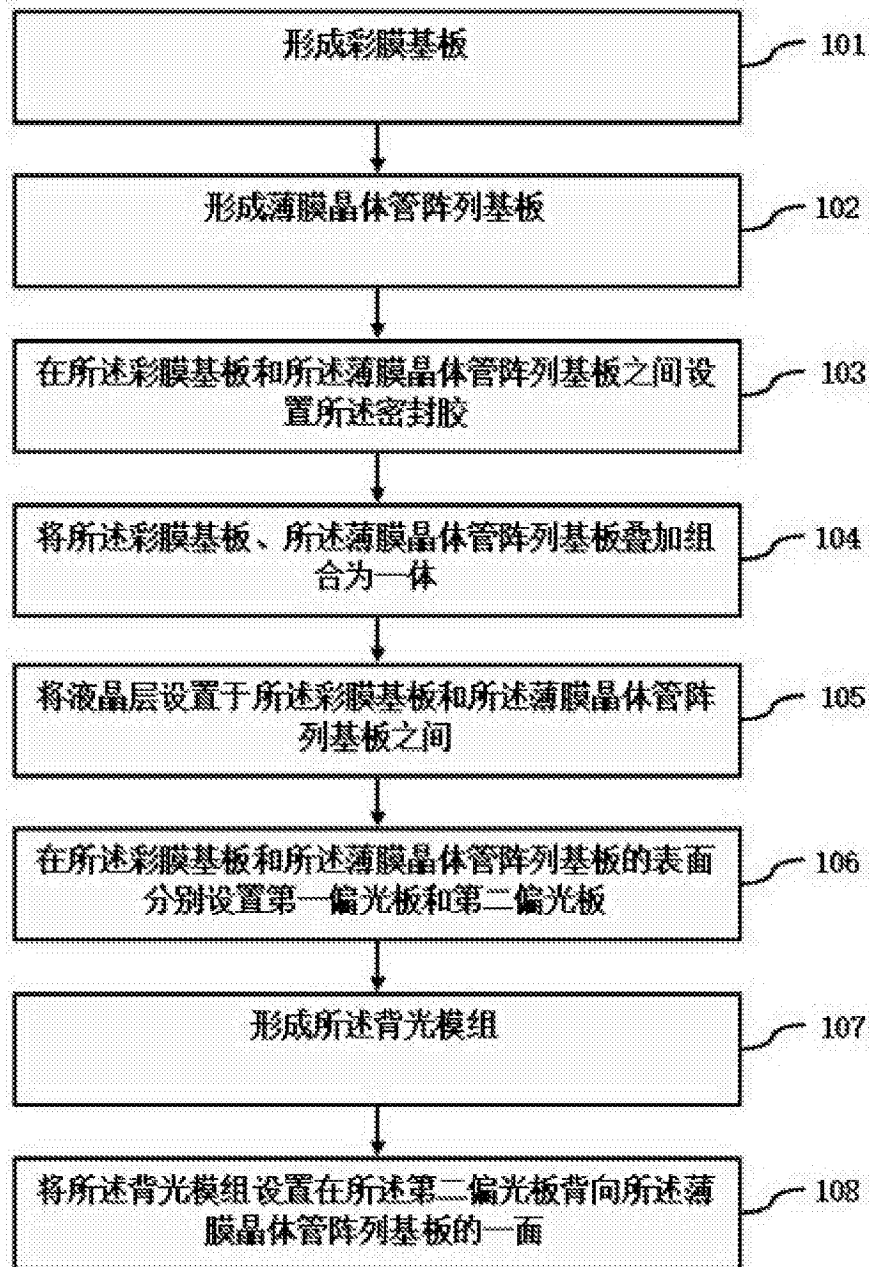 形成彩膜基板
101
形成薄膜晶体管阵列基板
102
在所述彩膜基板和所述薄膜晶体管阵列基板之间设
置所述密封胶
103
将所述彩膜基板、所述薄膜晶体管阵列基板叠加组
合为一体
104
将液晶层设置于所述彩膜基板和所述薄膜晶体管阵
列基板之间
105
在所述彩膜基板和所述薄膜晶体管阵列基板的表面
分别设置第一偏光板和第二偏光板
106
形成所述背光模组
107
将所述背光模组设置在所述第二偏光板背向所述薄
膜晶体管阵列基板的一面
108